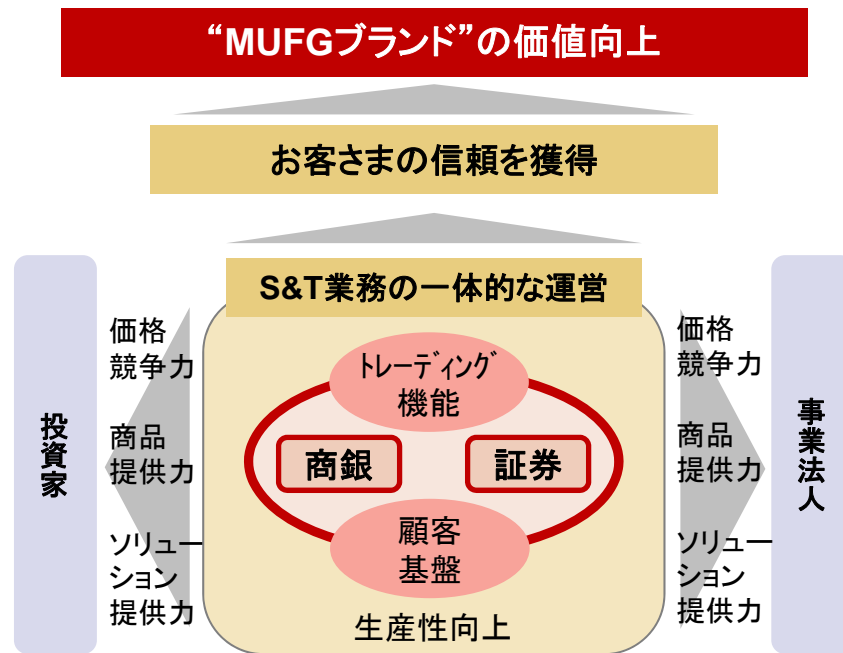 “MUFGブランド”の価値向上
お客さまの信頼を獲得
S&T業務の一体的な運営
投資家
価格
競争力
商品
提供力
ソリュー
ション
提供力
ﾄﾚｰﾃﾞｨﾝｸﾞ
機能
商銀
証券
顧客
基盤
生産性向上
価格
競争力
商品
提供力
ソリュー
ション
提供力
事業法人